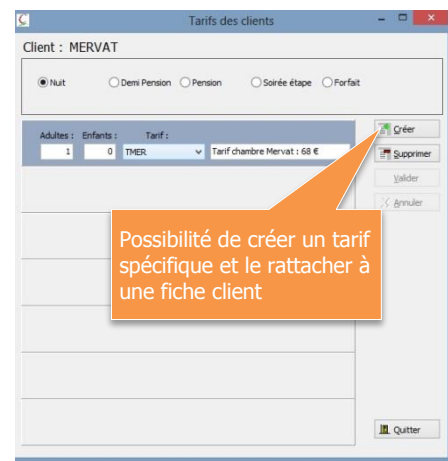 Tarifs des clients
Client : MERVAT
Nuit Demi Pension Pension Soirée étape Forfait
Adultes : Enfants : Tarif :
1 0 TMER Tarif chambre Mervat : 68 €
Créer
Supprimer
Valider
Annuler
Possibilité de créer un tarif
spécifique et le rattacher à
une fiche client
Quitter